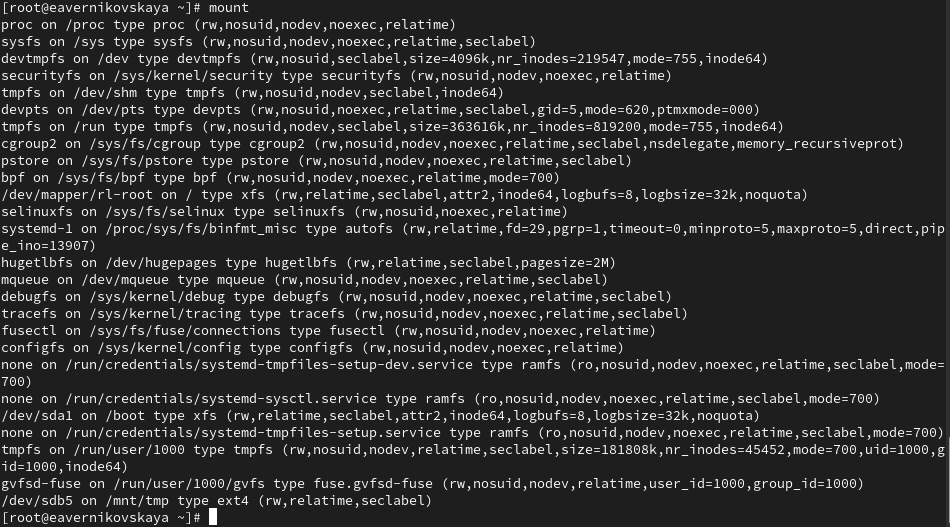 [root@eavernikovskaya ~]# mount
proc on /proc type proc (rw,nosuid,nodev,noexec,relatime)
sysfs on /sys type sysfs (rw,nosuid,nodev,noexec,relatime,seclabel)
devtmpfs on /dev type devtmpfs (rw,nosuid,seclabel,size=4096k,nr_inodes=219547,mode=755,inode64)
securityfs on /sys/kernel/security type securityfs (rw,nosuid,nodev,noexec,relatime)
tmpfs on /dev/shm type tmpfs (rw,nosuid,nodev,seclabel,inode64)
devpts on /dev/pts type devpts (rw,nosuid,noexec,relatime,seclabel,gid=5,mode=620,ptmxmode=000)
tmpfs on /run type tmpfs (rw,nosuid,nodev,seclabel,size=363616k,nr_inodes=819200,mode=755,inode64)
cgroup2 on /sys/fs/cgroup type cgroup2 (rw,nosuid,nodev,noexec,relatime,seclabel,nsdelegate,memory_recursiveprot)
pstore on /sys/fs/pstore type pstore (rw,nosuid,nodev,noexec,relatime,seclabel)
bpf on /sys/fs/bpf type bpf (rw,nosuid,nodev,noexec,relatime,mode=700)
/dev/mapper/rl-root on / type xfs (rw,relatime,seclabel,attr2,inode64,logbufs=8,logbsize=32k,noquota)
selinuxfs on /sys/fs/selinux type selinuxfs (rw,nosuid,noexec,relatime)
systemd-1 on /proc/sys/fs/binfmt_misc type autofs (rw,relatime,fd=29,pgrp=1,timeout=0,minproto=5,maxproto=5,direct,pip
e_ino=13907)
hugetlbfs on /dev/hugepages type hugetlbfs (rw,relatime,seclabel,pagesize=2M)
mqueue on /dev/mqueue type mqueue (rw,nosuid,nodev,noexec,relatime,seclabel)
debugfs on /sys/kernel/debug type debugfs (rw,nosuid,nodev,noexec,relatime,seclabel)
tracefs on /sys/kernel/tracing type tracefs (rw,nosuid,nodev,noexec,relatime,seclabel)
fusectl on /sys/fs/fuse/connections type fusectl (rw,nosuid,nodev,noexec,relatime)
configfs on /sys/kernel/config type configfs (rw,nosuid,nodev,noexec,relatime)
none on /run/credentials/systemd-tmpfiles-setup-dev.service type ramfs (ro,nosuid,nodev,noexec,relatime,seclabel,mode=
700)
none on /run/credentials/systemd-sysctl.service type ramfs (ro,nosuid,nodev,noexec,relatime,seclabel,mode=700)
/dev/sda1 on /boot type xfs (rw,relatime,seclabel,attr2,inode64,logbufs=8,logbsize=32k,noquota)
none on /run/credentials/systemd-tmpfiles-setup.service type ramfs (ro,nosuid,nodev,noexec,relatime,seclabel,mode=700)
tmpfs on /run/user/1000 type tmpfs (rw,nosuid,nodev,relatime,seclabel,size=181808k,nr_inodes=45452,mode=700,uid=1000,g
id=1000,inode64)
gvfsd-fuse on /run/user/1000/gvfs type fuse.gvfsd-fuse (rw,nosuid,nodev,relatime,user_id=1000,group_id=1000)
/dev/sdb5 on /mnt/tmp type ext4 (rw,relatime,seclabel)
[root@eavernikovskaya ~]#